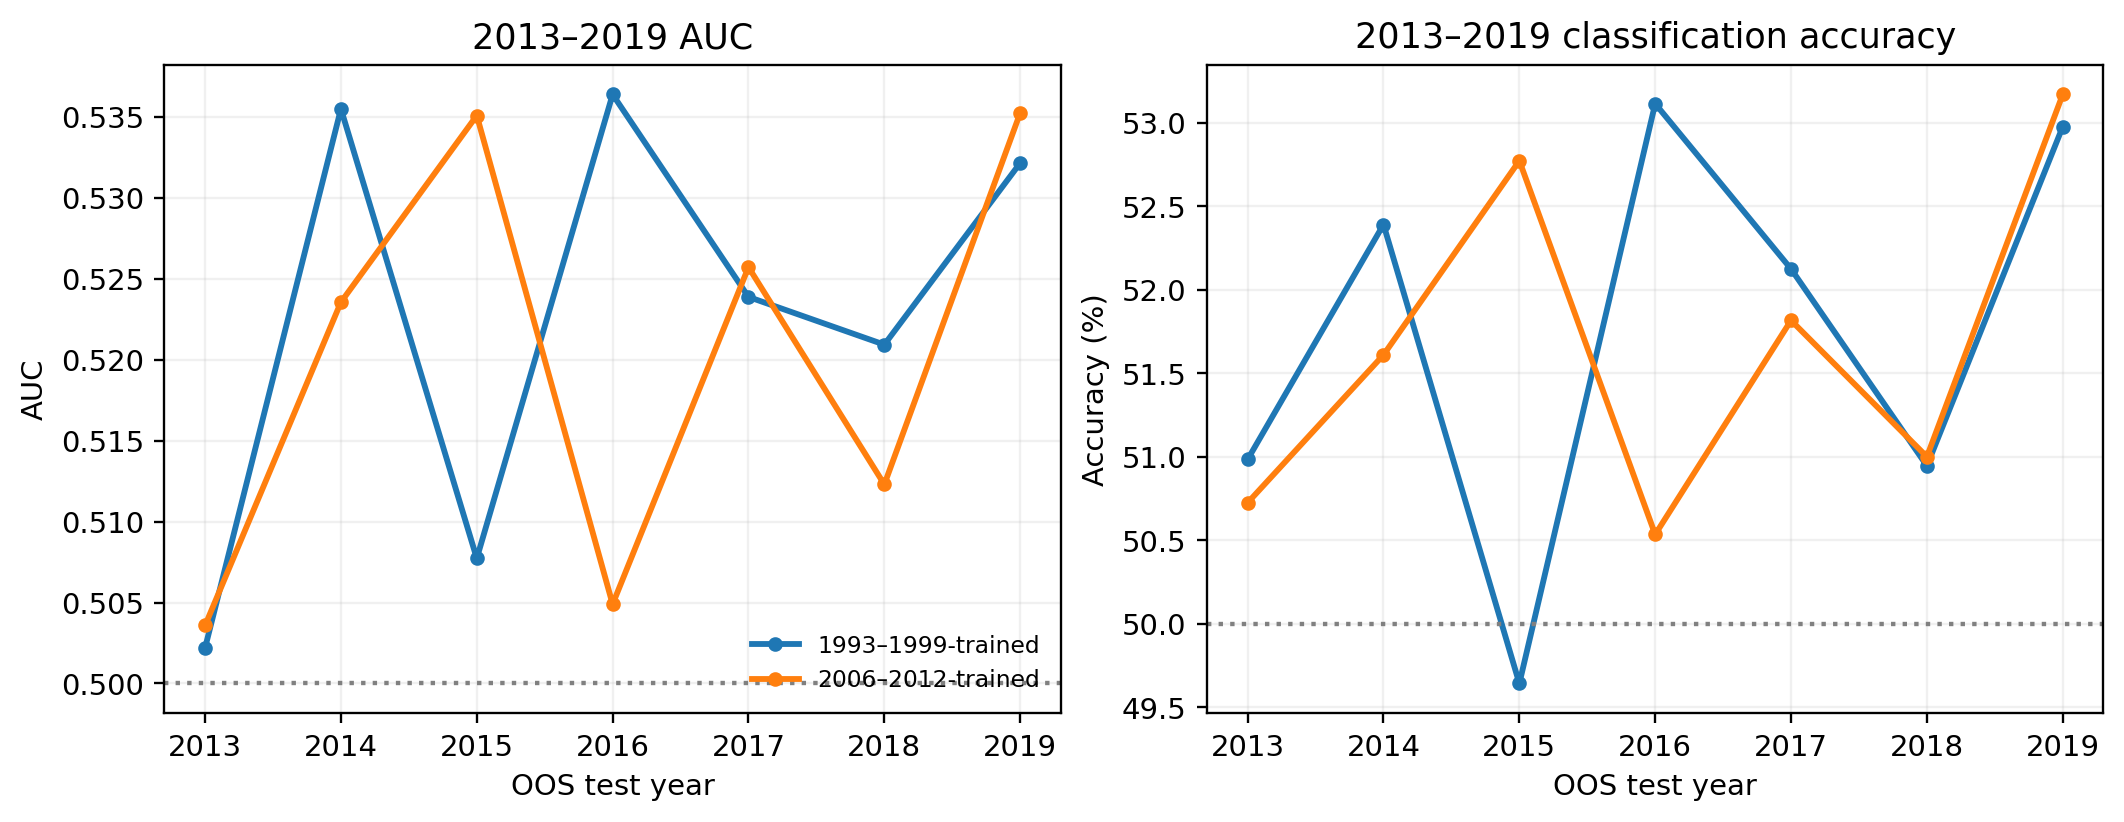 2013–2019 AUC
AUC
0.535
0.530
0.525
0.520
0.515
0.510
0.505
0.500
2013 2014 2015 2016 2017 2018 2019
OOS test year
1993–1999-trained
2006–2012-trained
2013–2019 classification accuracy
Accuracy (%)
53.0
52.5
52.0
51.5
51.0
50.5
50.0
49.5
2013 2014 2015 2016 2017 2018 2019
OOS test year